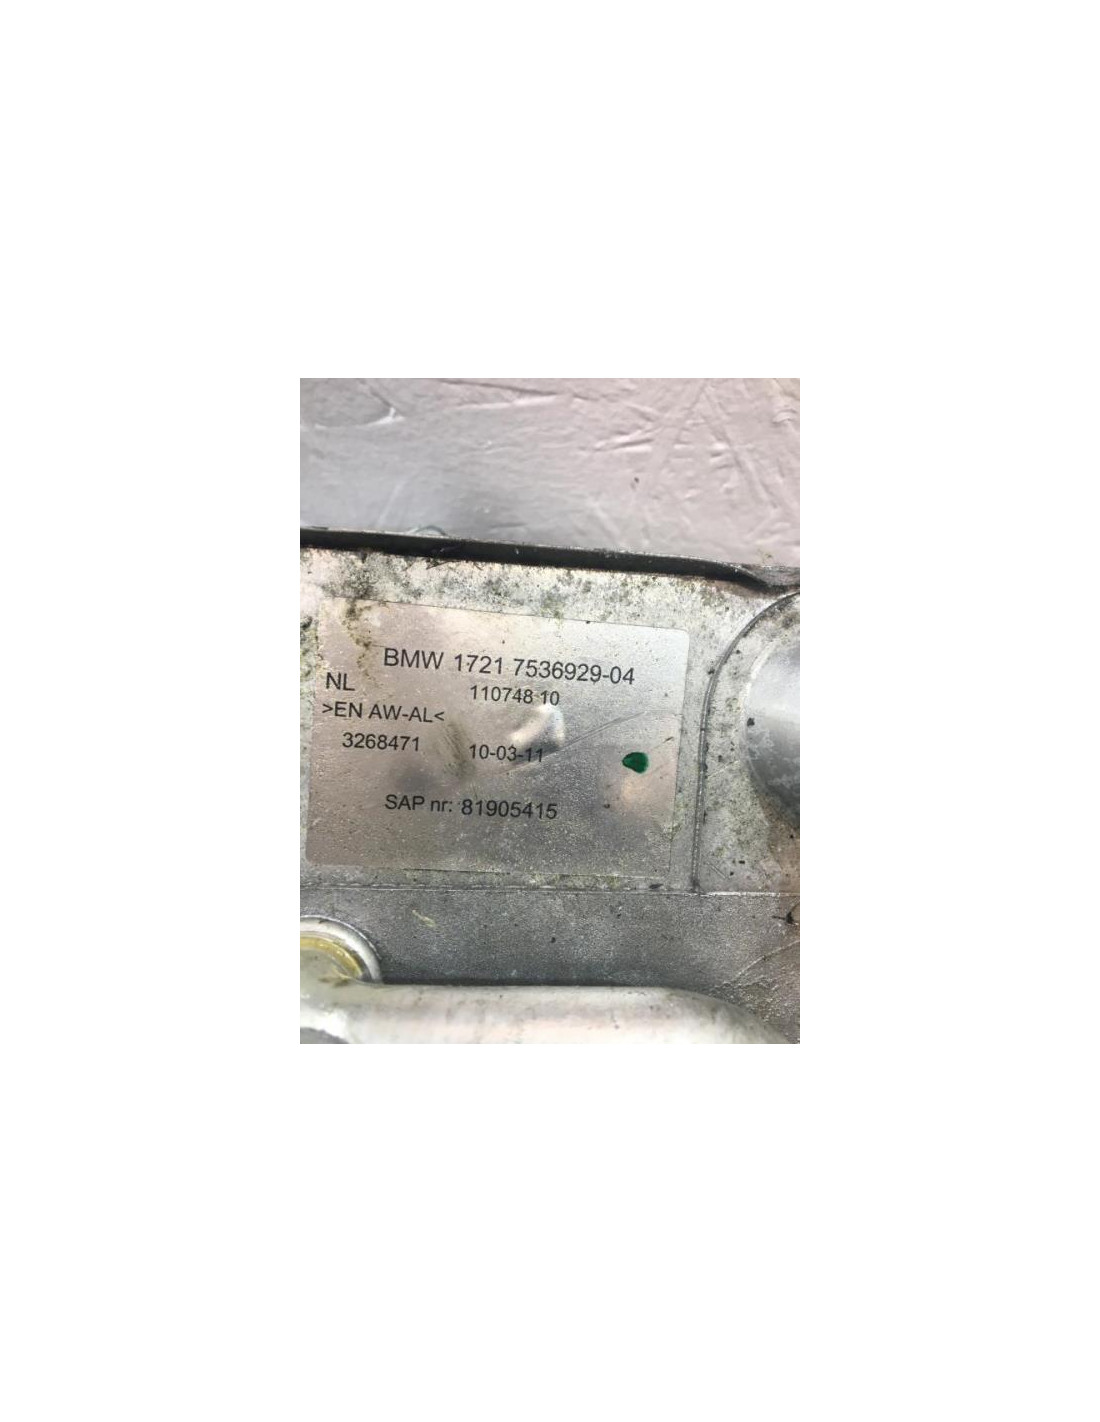 BMW 1721 7536929-04
NL 110748 10
>EN AW-AL<
3268471 10-03-11
SAP nr: 81905415